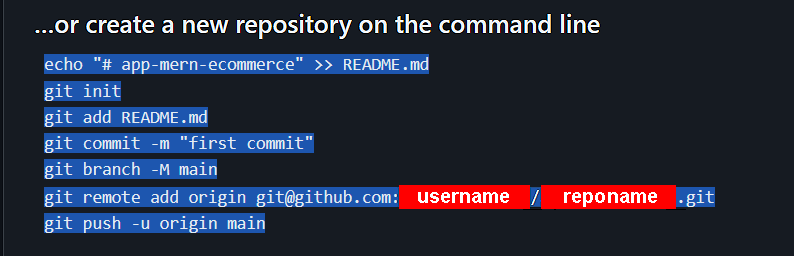 ...or create a new repository on the command line
echo "# app-mern-ecommerce" >> README.md
git init
git add README.md
git commit -m "first commit"
git branch -M main
git remote add origin git@github.com: username / reponame .git
git push -u origin main